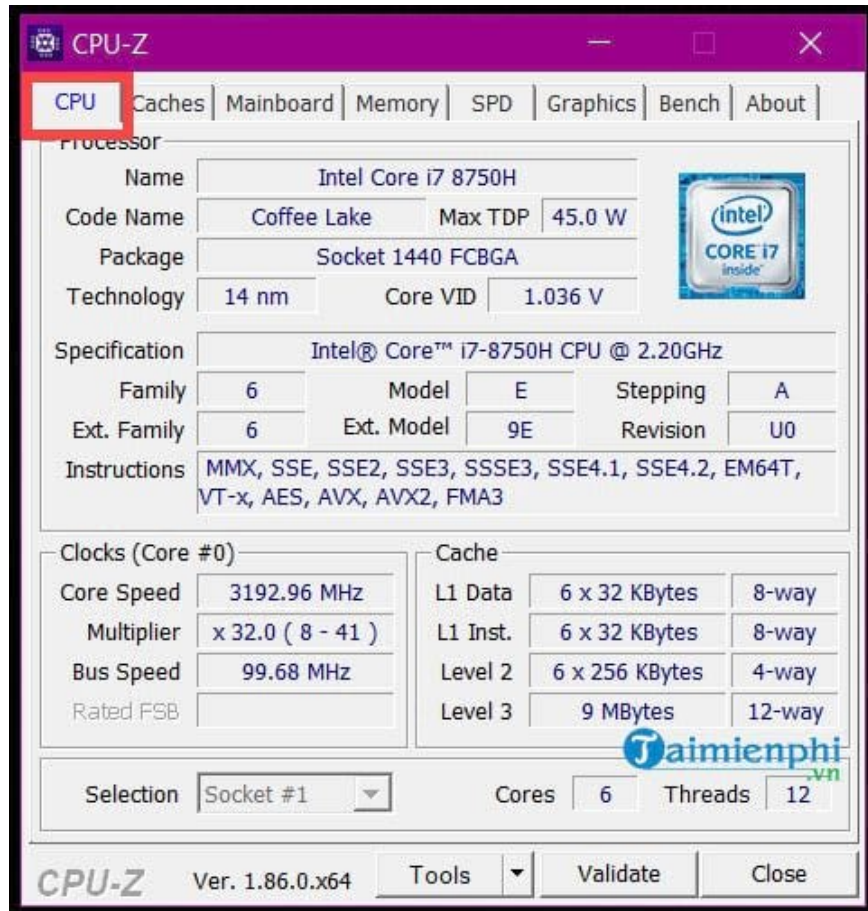 CPU-Z
CPU Caches Mainboard Memory SPD Graphics Bench About
Processor
Name Intel Core i7 8750H
Code Name Coffee Lake Max TDP 45.0 W
Package Socket 1440 FCBGA
Technology 14 nm Core VID 1.036 V
(intel) CORE i7 inside™
Specification Intel® Core™ i7-8750H CPU @ 2.20GHz
Family 6 Model E Stepping A
Ext. Family 6 Ext. Model 9E Revision U0
Instructions MMX, SSE, SSE2, SSE3, SSSE3, SSE4.1, SSE4.2, EM64T,
VT-x, AES, AVX, AVX2, FMA3
Clocks (Core #0) Cache
Core Speed 3192.96 MHz L1 Data 6 x 32 KBytes 8-way
Multiplier x 32.0 ( 8 - 41 ) L1 Inst. 6 x 32 KBytes 8-way
Bus Speed 99.68 MHz Level 2 6 x 256 KBytes 4-way
Rated FSB Level 3 9 MBytes 12-way
Taimienphi
.vn
Selection Socket #1 Cores 6 Threads 12
CPU-Z Ver. 1.86.0.x64 Tools Validate Close